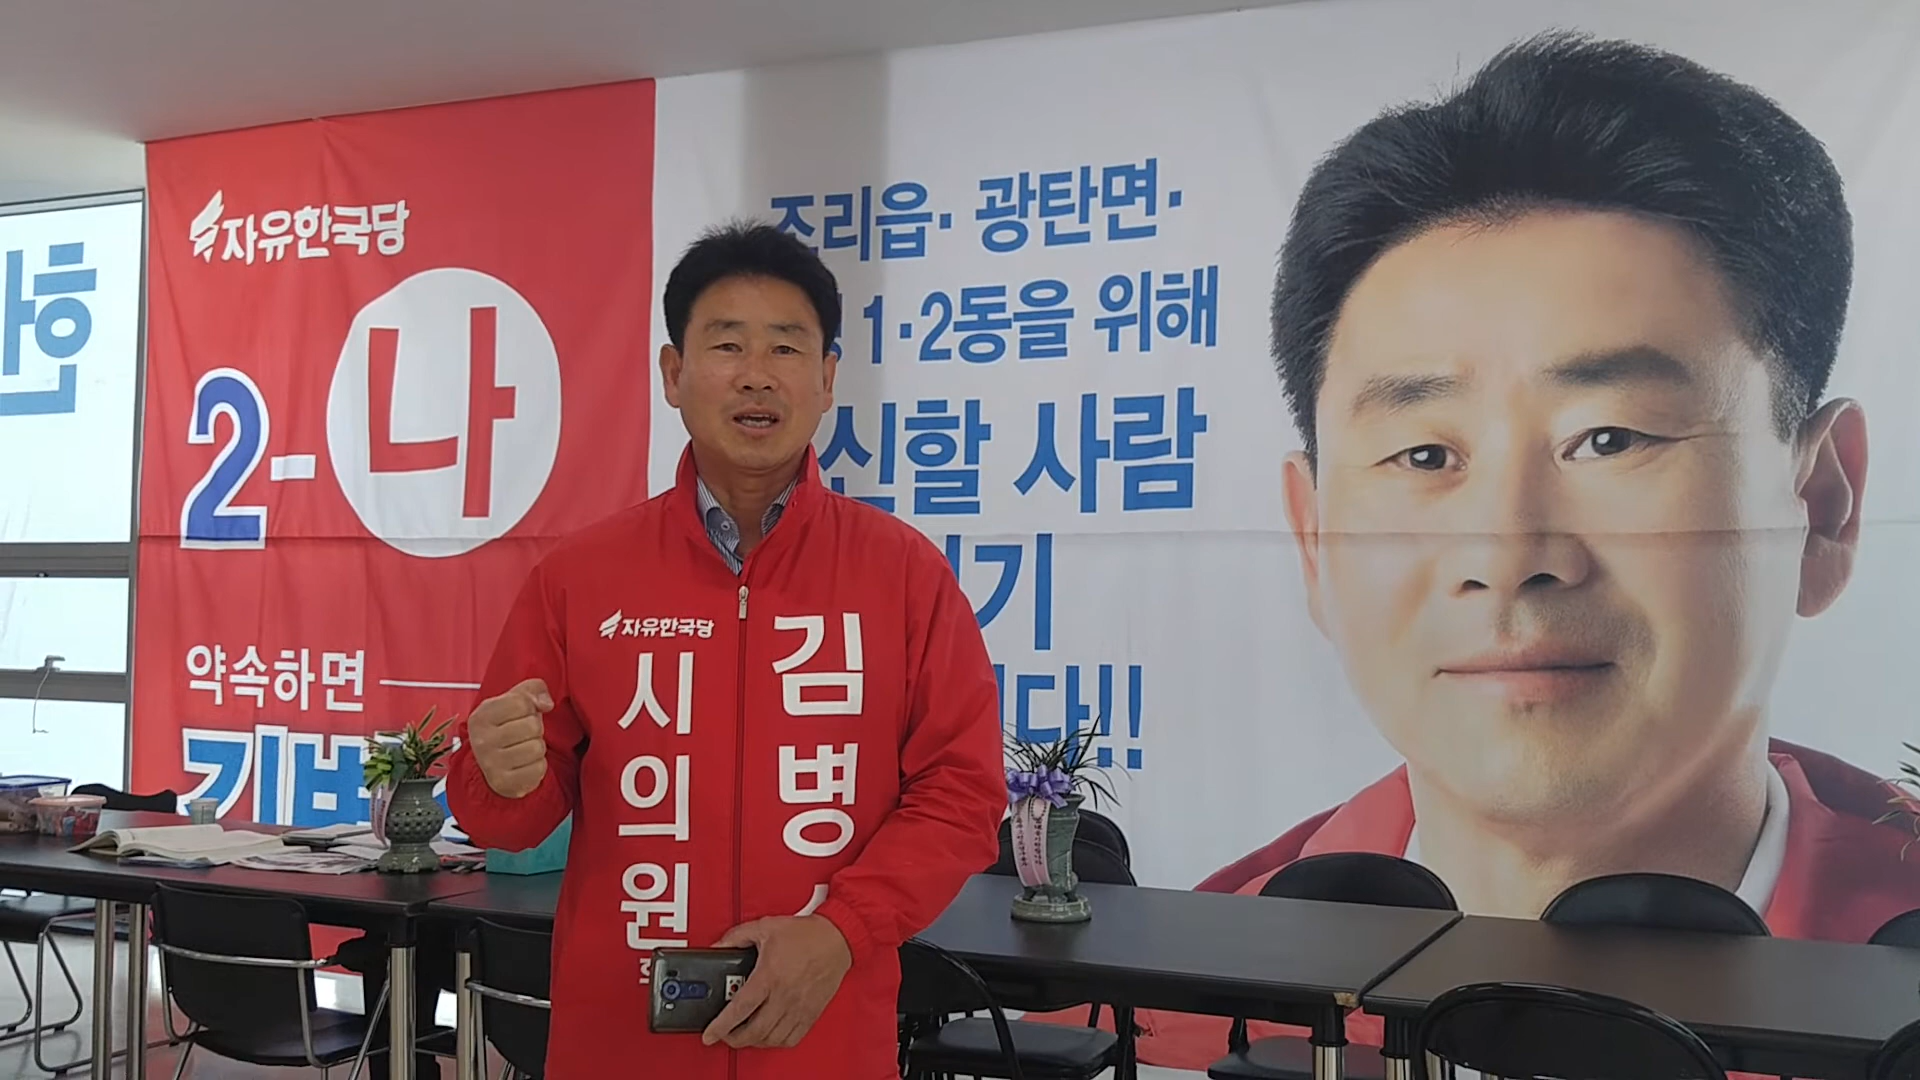 자유한국당
2-나
약속하면
조리읍· 광탄면·
1·2동을 위해
신할 사람
기
다!!
자유한국당
시의원
김병